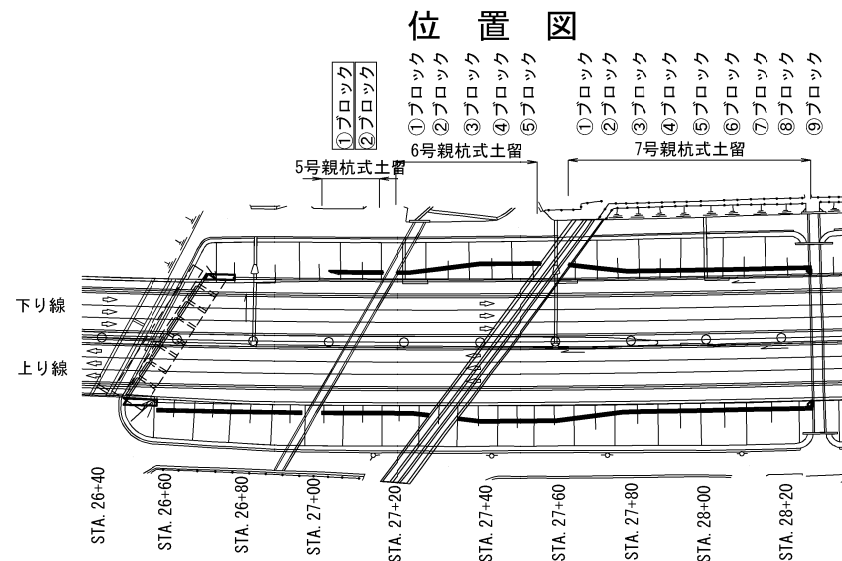 位置図
①ブロック
②ブロック
①ブロック
②ブロック
③ブロック
④ブロック
⑤ブロック
①ブロック
②ブロック
③ブロック
④ブロック
⑤ブロック
⑥ブロック
⑦ブロック
⑧ブロック
⑨ブロック
5号親杭式土留
6号親杭式土留
7号親杭式土留
下り線
上り線
STA. 26+40
STA. 26+60
STA. 26+80
STA. 27+00
STA. 27+20
STA. 27+40
STA. 27+60
STA. 27+80
STA. 28+00
STA. 28+20